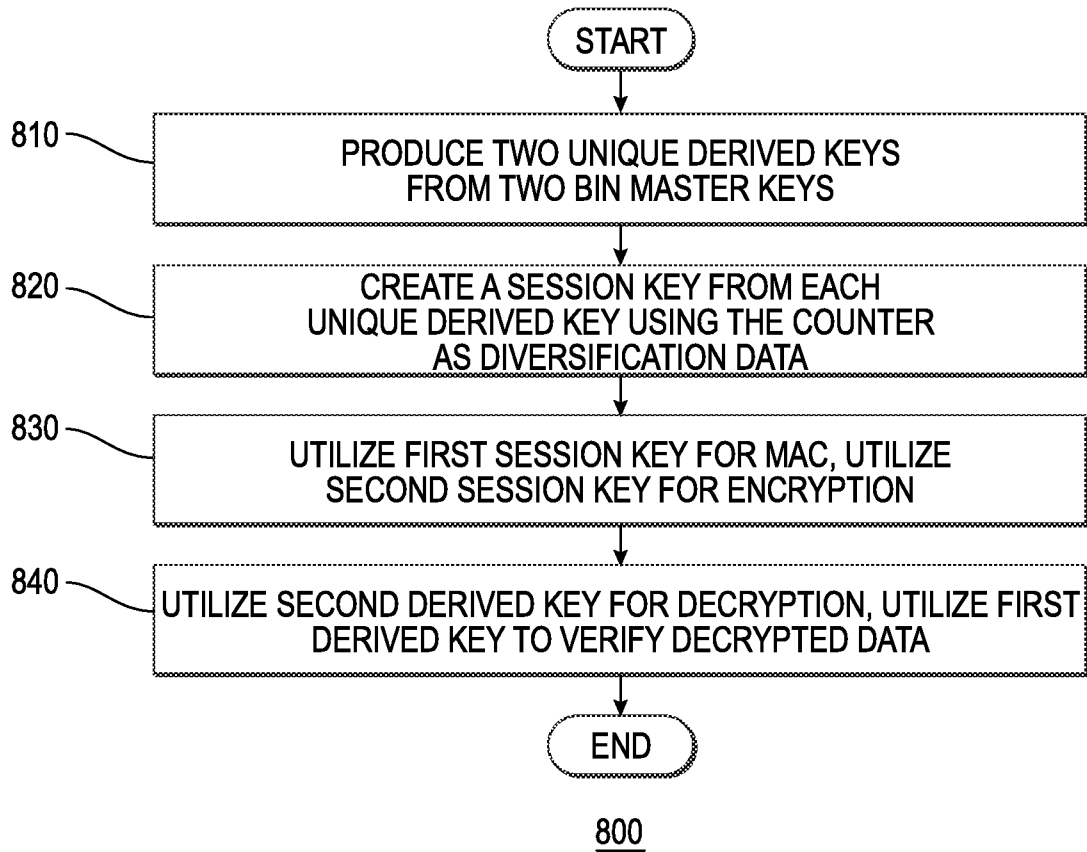 START
810
PRODUCE TWO UNIQUE DERIVED KEYS
FROM TWO BIN MASTER KEYS
820
CREATE A SESSION KEY FROM EACH
UNIQUE DERIVED KEY USING THE COUNTER
AS DIVERSIFICATION DATA
830
UTILIZE FIRST SESSION KEY FOR MAC, UTILIZE
SECOND SESSION KEY FOR ENCRYPTION
840
UTILIZE SECOND DERIVED KEY FOR DECRYPTION, UTILIZE FIRST
DERIVED KEY TO VERIFY DECRYPTED DATA
END
800